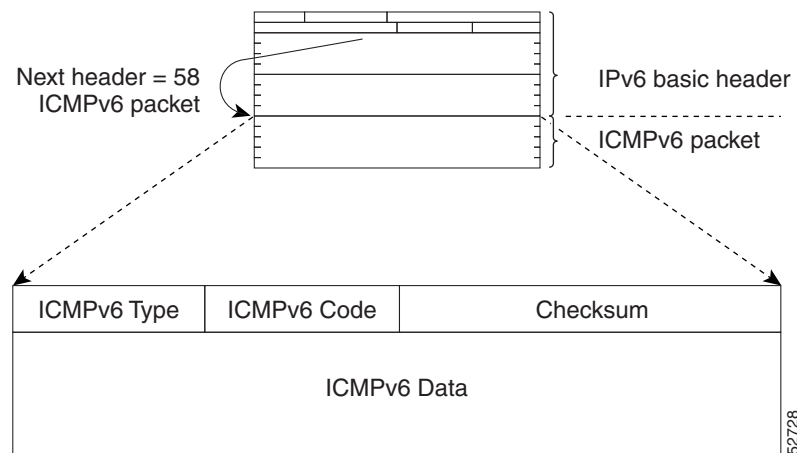 Next header = 58
ICMPv6 packet
IPv6 basic header
ICMPv6 packet
ICMPv6 Type
ICMPv6 Code
Checksum
ICMPv6 Data
52728